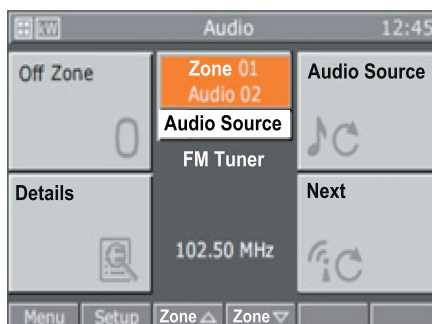 kW Audio 12:45
Off Zone
0
Zone 01
Audio 02
Audio Source
FM Tuner
102.50 MHz
Audio Source
Details
Next
Menu Setup Zone △ Zone ▽